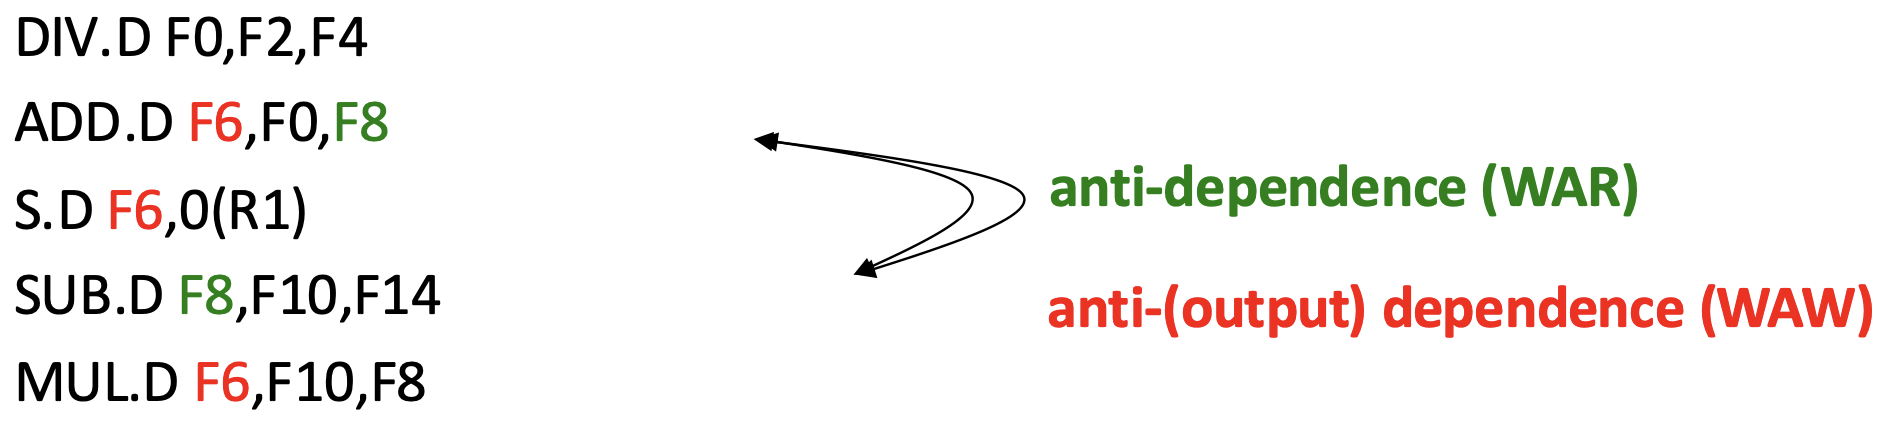 DIV.D F0,F2,F4
ADD.D F6,F0,F8
S.D F6,0(R1)
SUB.D F8,F10,F14
MUL.D F6,F10,F8
anti-dependence (WAR)
anti-(output) dependence (WAW)